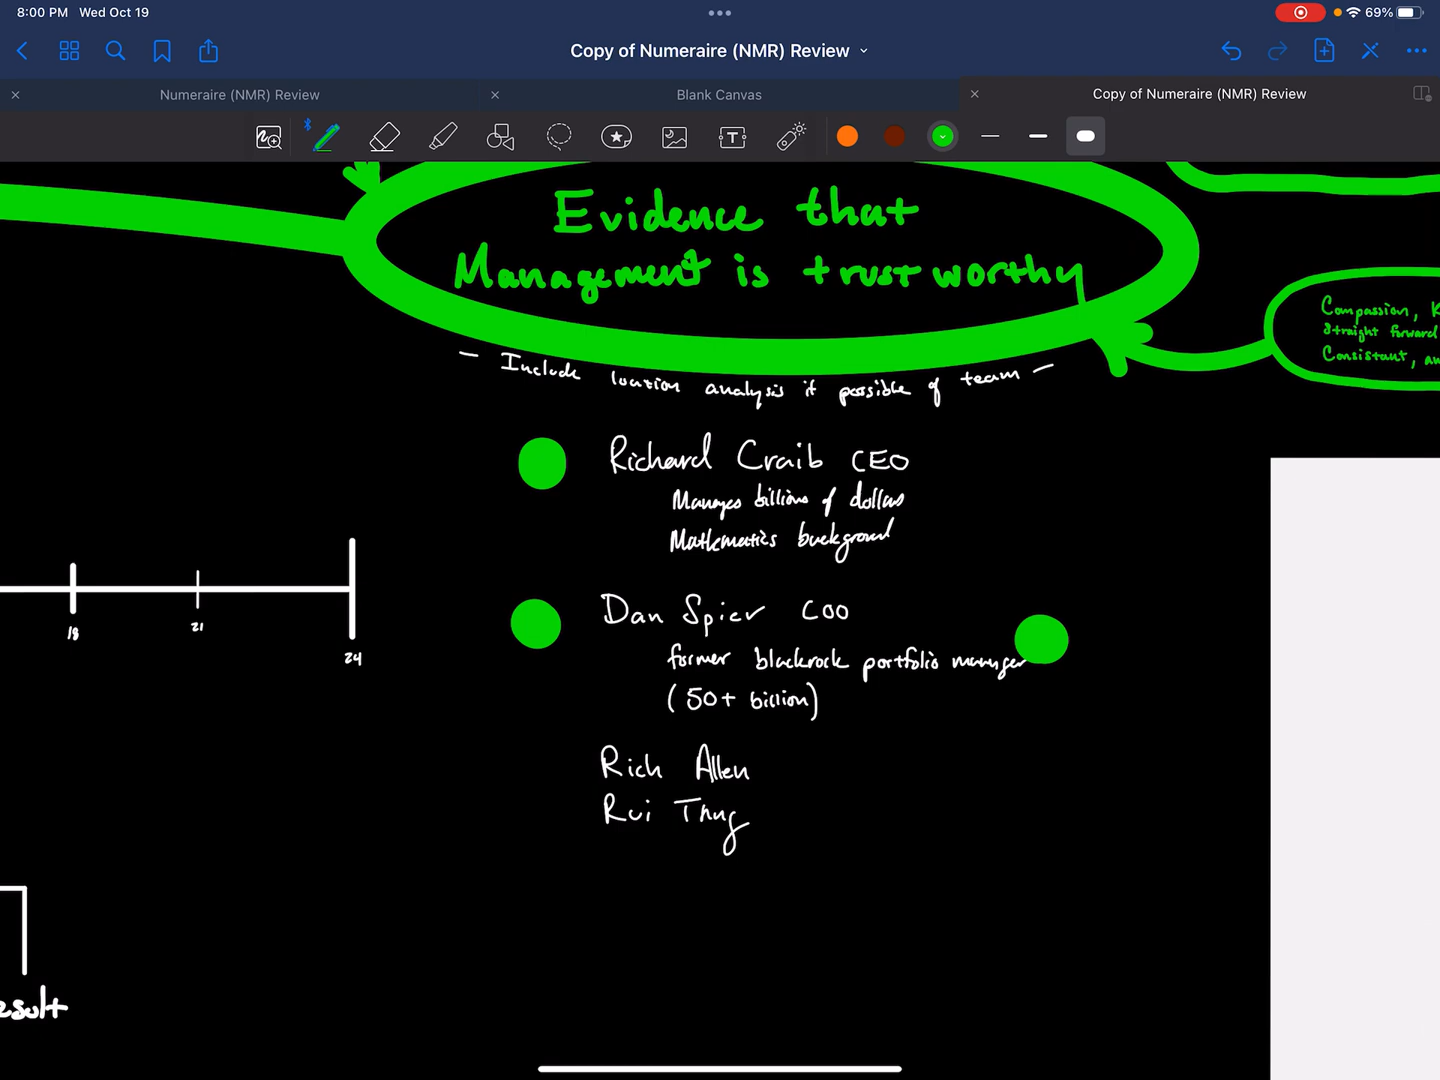 8:00 PM Wed Oct 19
69%
Copy of Numeraire (NMR) Review
Numeraire (NMR) Review
Blank Canvas
Copy of Numeraire (NMR) Review
Evidence that
Management is trustworthy
Compassion, K
Straight forward
Consistant, an
- Include location analysis if possible of team -
Richard Craib CEO
Manages billions of dollars
Mathematics background
Dan Spier COO
former blackrock portfolio manager
(50+ billion)
Rich Allen
Rui
18
21
24
esult